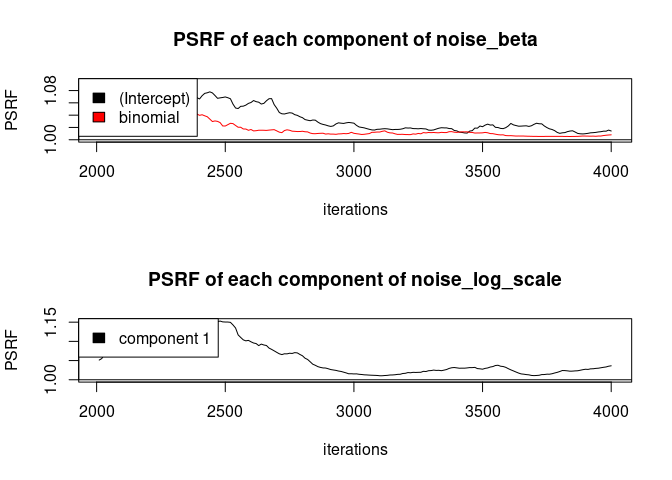 PSRF of each component of noise_beta
PSRF
1.08
1.00
(Intercept)
binomial
2000 2500 3000 3500 4000
iterations
PSRF of each component of noise_log_scale
PSRF
1.15
1.00
component 1
2000 2500 3000 3500 4000
iterations